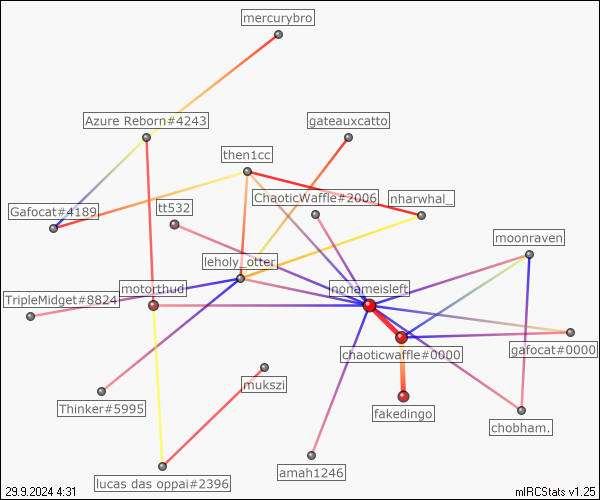 mercurybro
Azure Reborn#4243
gateauxcatto
then1cc
ChaoticWaffle#2006
nharwhal_
Gafocat#4189
tt532
moonraven
leholy_otter
motorthud
nonameisleft
TripleMidget#8824
chaoticwaffle#0000
gafocat#0000
mukszi
Thinker#5995
fakedingo
chobham.
amah1246
lucas das oppai#2396
29.9.2024 4:31
mIRCStats v1.25